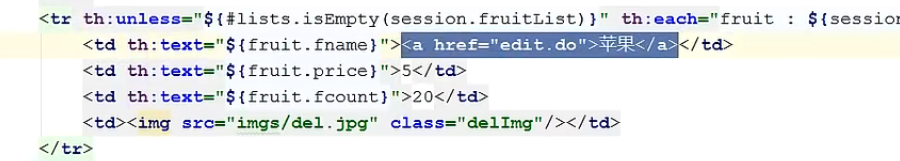 <tr th:unless="${#lists.isEmpty(session.fruitList)}" th:each="fruit : ${session
<td th:text="${fruit.fname}"><a href="edit.do">苹果</a></td>
<td th:text="${fruit.price}">5</td>
<td th:text="${fruit.fcount}">20</td>
<td><img src="imgs/del.jpg" class="delImg"/></td>
</tr>